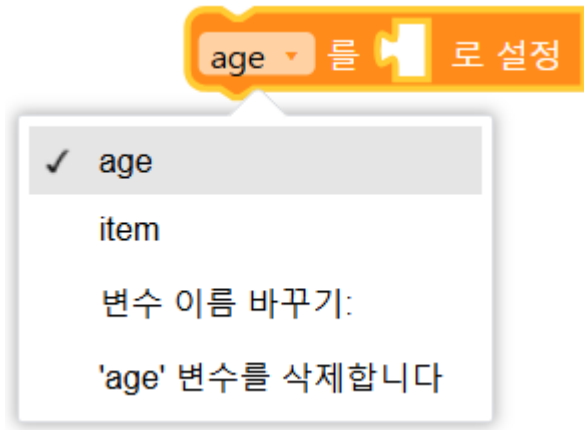 age 를 로 설정
age
item
변수 이름 바꾸기:
'age' 변수를 삭제합니다